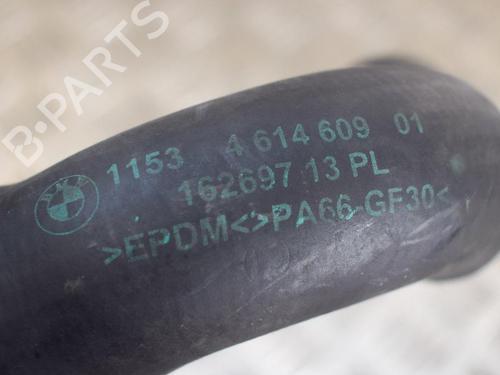 B-PARTS
1153 4 614 609 01
162697 13 PL
>EPDM<>PA66-GF30<